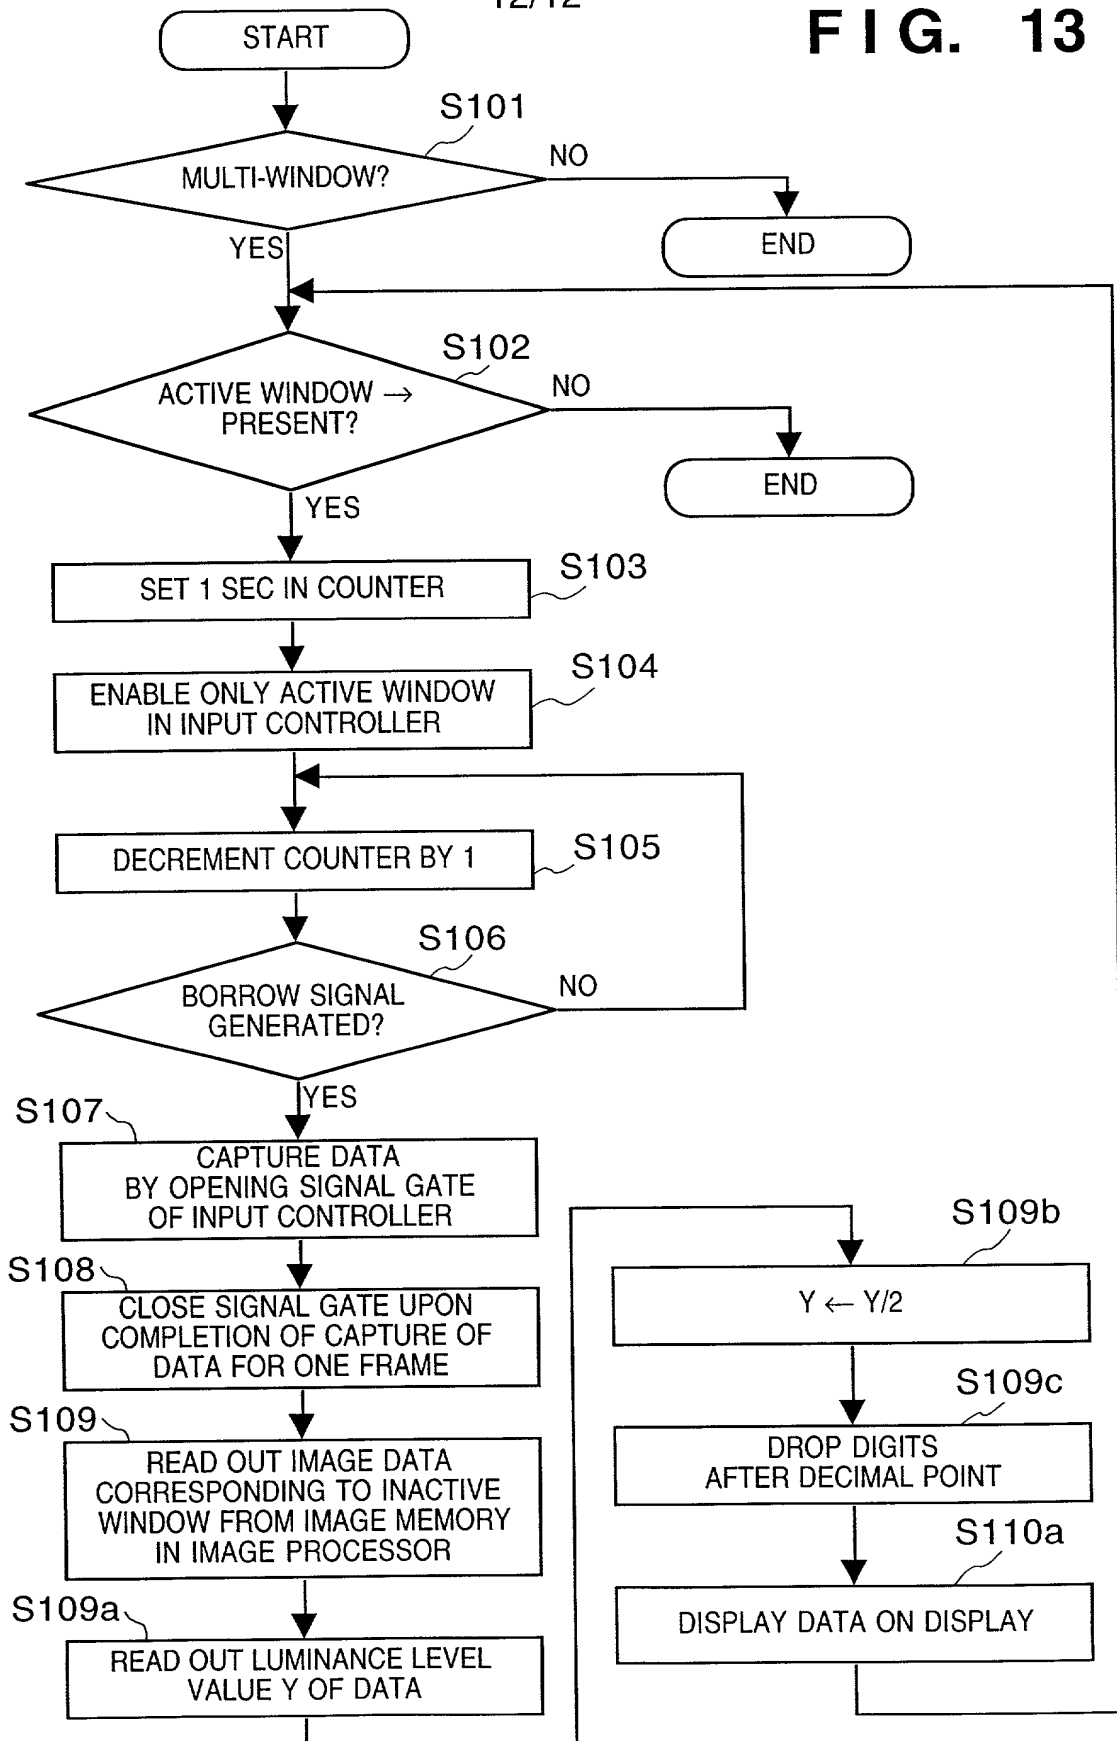 12/12
FIG. 13
START
S101
MULTI-WINDOW?
NO
END
YES
S102
ACTIVE WINDOW →
PRESENT?
NO
END
YES
S103
SET 1 SEC IN COUNTER
S104
ENABLE ONLY ACTIVE WINDOW
IN INPUT CONTROLLER
S105
DECREMENT COUNTER BY 1
S106
BORROW SIGNAL
GENERATED?
NO
YES
S107
CAPTURE DATA
BY OPENING SIGNAL GATE
OF INPUT CONTROLLER
S108
CLOSE SIGNAL GATE UPON
COMPLETION OF CAPTURE OF
DATA FOR ONE FRAME
S109
READ OUT IMAGE DATA
CORRESPONDING TO INACTIVE
WINDOW FROM IMAGE MEMORY
IN IMAGE PROCESSOR
S109a
READ OUT LUMINANCE LEVEL
VALUE Y OF DATA
S109b
Y ← Y/2
S109c
DROP DIGITS
AFTER DECIMAL POINT
S110a
DISPLAY DATA ON DISPLAY